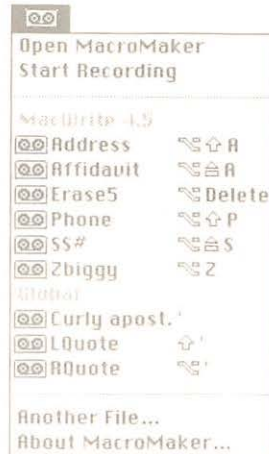 Open MacroMaker
Start Recording
MacWrite 4.5
Address ⌥⇧A
Affidavit ⌥⇪A
Erase5 ⌥Delete
Phone ⌥⇧P
SS# ⌥⇪S
Zbiggy ⌥Z
Global
Curly apost. '
LQuote ⇧'
RQuote ⌥'
Another File...
About MacroMaker...